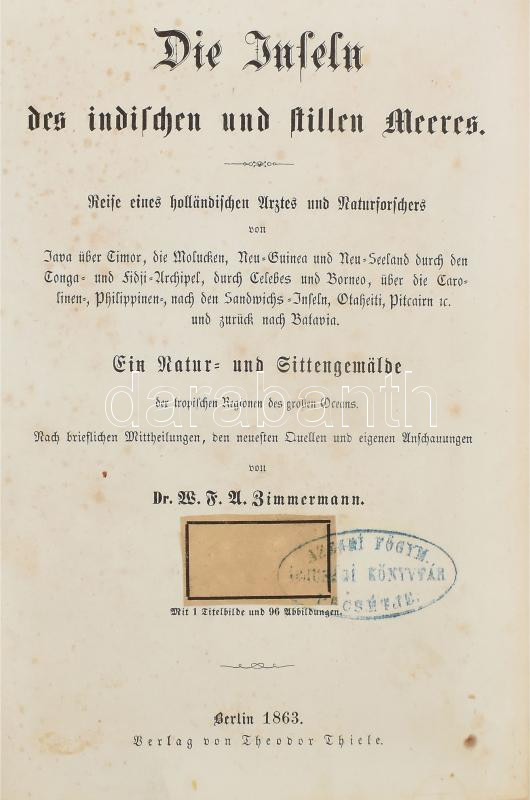 Die Inseln
des indischen und stillen Meeres.
Reise eines holländischen Arztes und Naturforschers
von
Java über Timor, die Molucken, Neu-Guinea und Neu-Seeland durch den
Tonga- und Fidji-Archipel, durch Celebes und Borneo, über die Caro-
linen-, Philippinen-, nach den Sandwichs-Inseln, Otaheiti, Pitcairn ꝛc.
und zurück nach Batavia.
Ein Natur- und Sittengemälde
der tropischen Regionen des großen Oceans.
darabanth
Nach brieflichen Mittheilungen, den neuesten Quellen und eigenen Anschauungen
von
Dr. W. F. A. Zimmermann.
FŐGYM.
KÖNYVTÁR
Mit 1 Titelbilde und 96 Abbildungen.
Berlin 1863.
Verlag von Theodor Thiele.